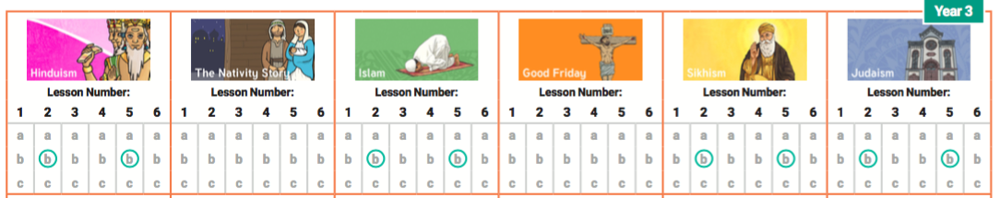 Year 3
Hinduism The Nativity Story Islam Good Friday Sikhism Judaism
Lesson Number: Lesson Number: Lesson Number: Lesson Number: Lesson Number: Lesson Number:
1 2 3 4 5 6 1 2 3 4 5 6 1 2 3 4 5 6 1 2 3 4 5 6 1 2 3 4 5 6 1 2 3 4 5 6
a a a a a a a a a a a a a a a a a a a a a a a a a a a a a a a a a a a a
b b b b b b b b b b b b b b b b b b b b b b b b b b b b b b b b b b b b
c c c c c c c c c c c c c c c c c c c c c c c c c c c c c c c c c c c c